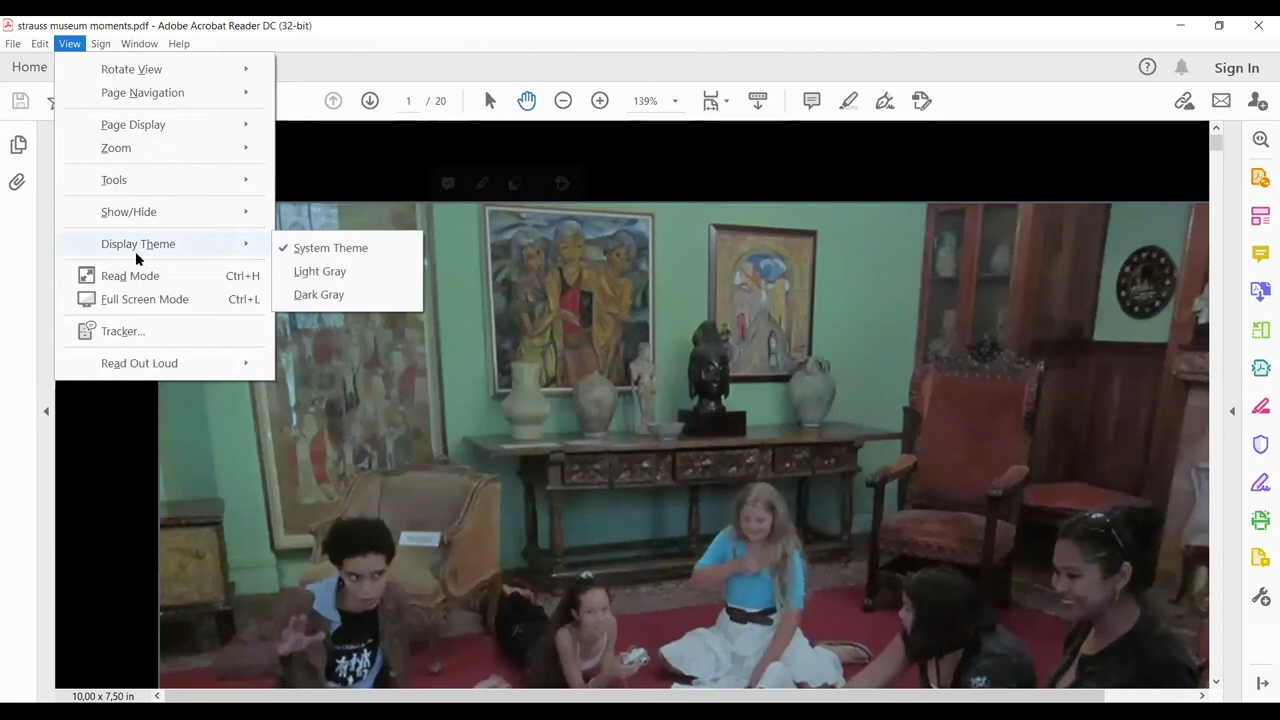 strauss museum moments.pdf - Adobe Acrobat Reader DC (32-bit)
File Edit View Sign Window Help
Home
Sign In
1 / 20
139%
Rotate View
Page Navigation
Page Display
Zoom
Tools
Show/Hide
Display Theme
System Theme
Light Gray
Dark Gray
Read Mode Ctrl+H
Full Screen Mode Ctrl+L
Tracker...
Read Out Loud
10,00 x 7,50 in